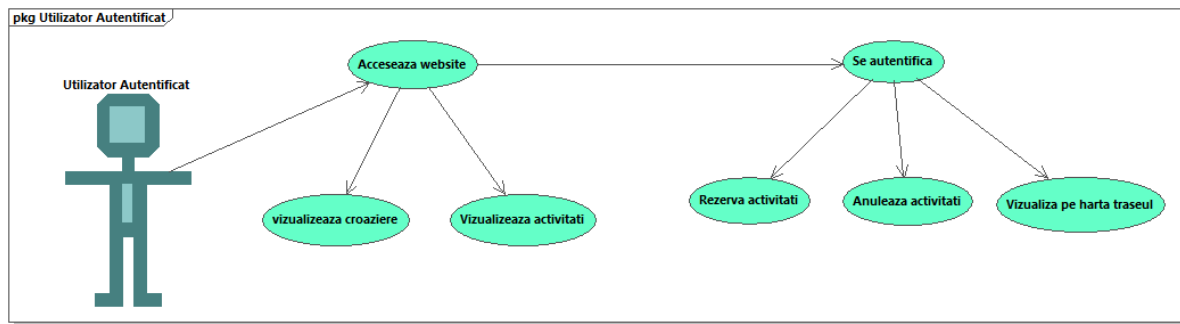 pkg Utilizator Autentificat
Acceseaza website
Se autentifica
Utilizator Autentificat
vizualizeaza croaziere
Vizualizeaza activitati
Rezerva activitati
Anuleaza activitati
Vizualiza pe harta traseul